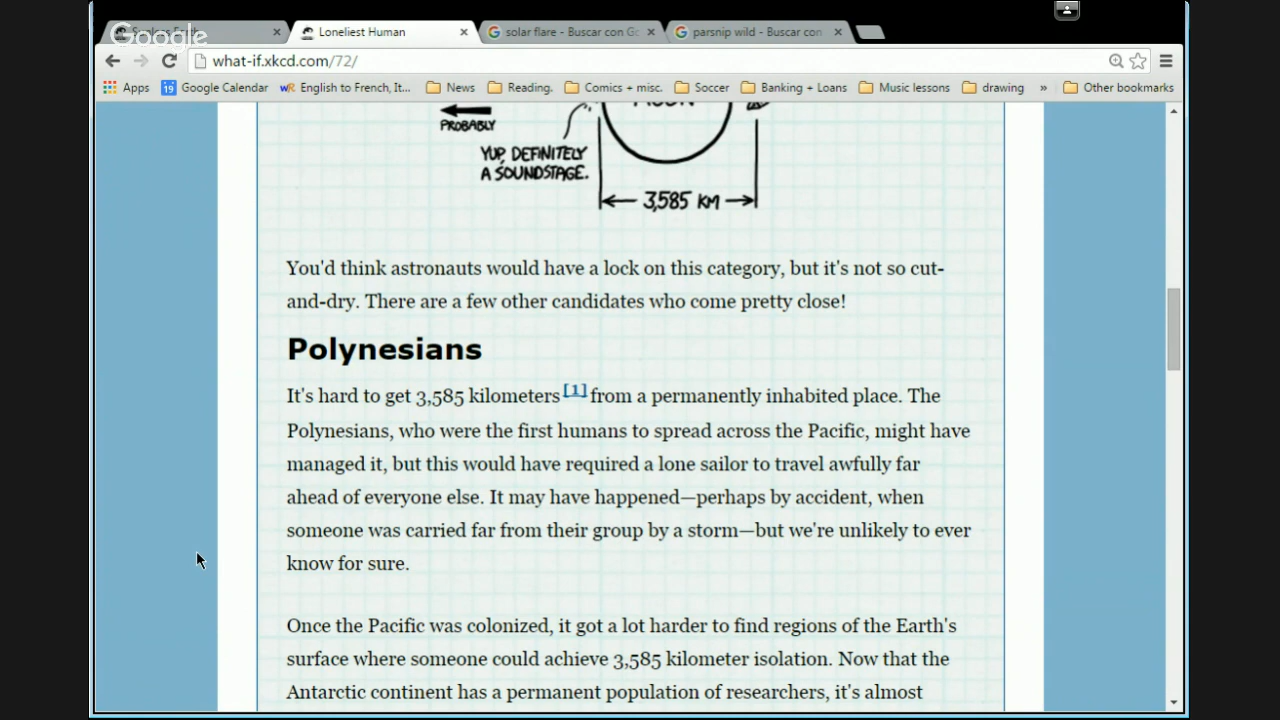 Google
Loneliest Human
solar flare - Buscar con Go
parsnip wild - Buscar con
what-if.xkcd.com/72/
Apps
19 Google Calendar
wR English to French, It...
News
Reading.
Comics + misc.
Soccer
Banking + Loans
Music lessons
drawing
»
Other bookmarks
PROBABLY
YUP, DEFINITELY
A SOUNDSTAGE.
3,585 KM
You'd think astronauts would have a lock on this category, but it's not so cut-
and-dry. There are a few other candidates who come pretty close!
Polynesians
It's hard to get 3,585 kilometers[1] from a permanently inhabited place. The
Polynesians, who were the first humans to spread across the Pacific, might have
managed it, but this would have required a lone sailor to travel awfully far
ahead of everyone else. It may have happened—perhaps by accident, when
someone was carried far from their group by a storm—but we're unlikely to ever
know for sure.
Once the Pacific was colonized, it got a lot harder to find regions of the Earth's
surface where someone could achieve 3,585 kilometer isolation. Now that the
Antarctic continent has a permanent population of researchers, it's almost